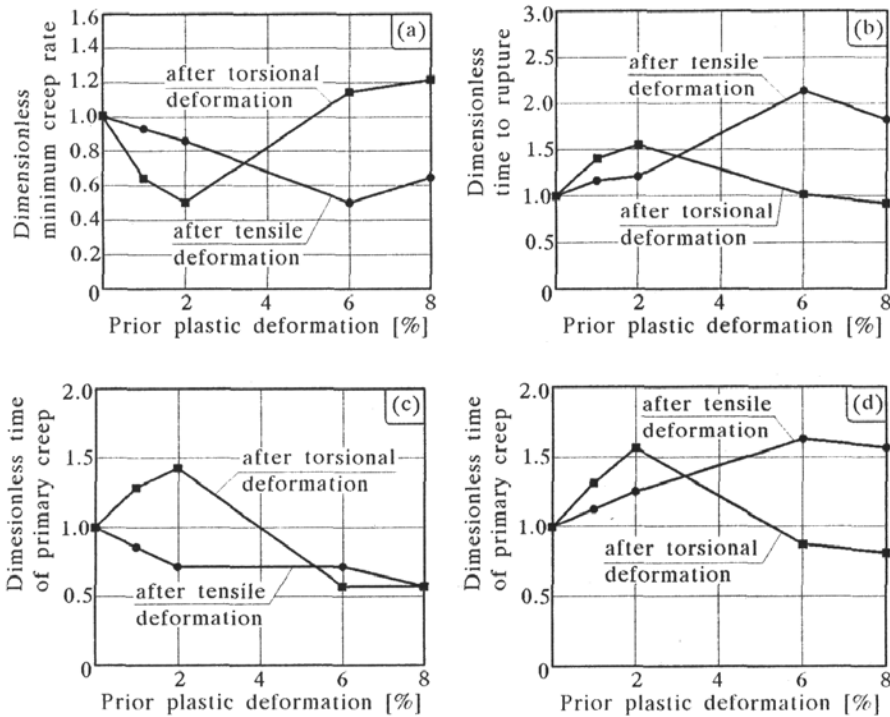 (a)
Dimensionless
minimum creep rate
1.6
1.4
1.2
1.0
0.8
0.6
0.4
0.2
0
after torsional
deformation
after tensile
deformation
2
4
6
8
Prior plastic deformation [%]
(b)
Dimensionless
time to rupture
3.0
2.5
2.0
1.5
1.0
0.5
0
after tensile
deformation
after torsional
deformation
2
4
6
8
Prior plastic deformation [%]
(c)
Dimesionless time
of primary creep
2.0
1.5
1.0
0.5
0
after torsional
deformation
after tensile
deformation
2
4
6
8
Prior plastic deformation [%]
(d)
Dimesionless time
of primary creep
2.0
1.5
1.0
0.5
0
after tensile
deformation
after torsional
deformation
2
4
6
8
Prior plastic deformation [%]